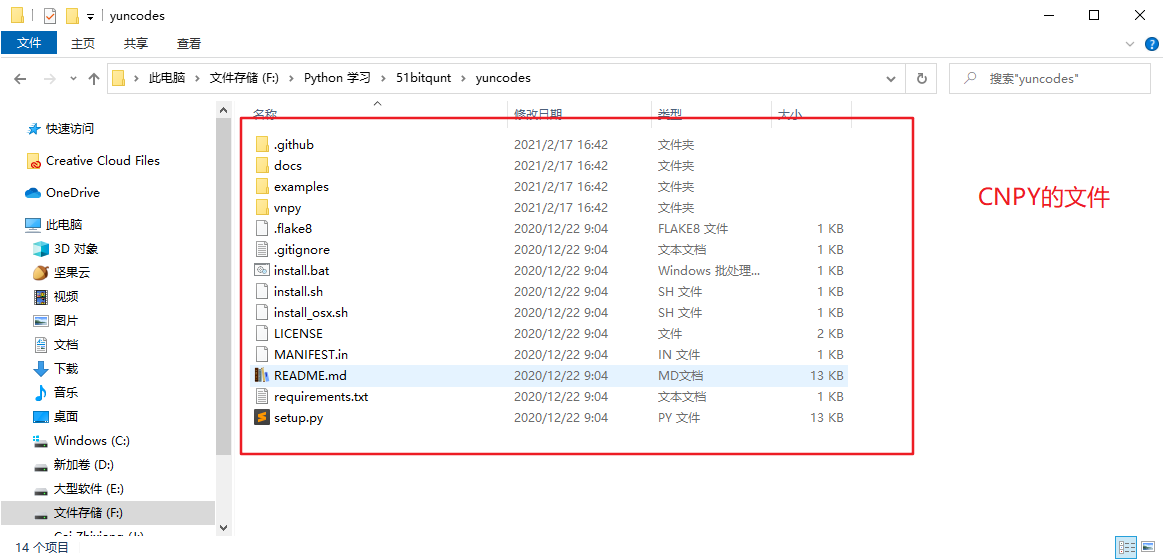 yuncodes
文件 主页 共享 查看
此电脑 文件存储 (F:) Python 学习 51bitqunt yuncodes
搜索"yuncodes"
名称 修改日期 类型 大小
快速访问
Creative Cloud Files
OneDrive
此电脑
3D 对象
坚果云
视频
图片
文档
下载
音乐
桌面
Windows (C:)
新加卷 (D:)
大型软件 (E:)
文件存储 (F:)
.github 2021/2/17 16:42 文件夹
docs 2021/2/17 16:42 文件夹
examples 2021/2/17 16:42 文件夹
vnpy 2021/2/17 16:42 文件夹
.flake8 2020/12/22 9:04 FLAKE8 文件 1 KB
.gitignore 2020/12/22 9:04 文本文档 1 KB
install.bat 2020/12/22 9:04 Windows 批处理... 1 KB
install.sh 2020/12/22 9:04 SH 文件 1 KB
install_osx.sh 2020/12/22 9:04 SH 文件 1 KB
LICENSE 2020/12/22 9:04 文件 2 KB
MANIFEST.in 2020/12/22 9:04 IN 文件 1 KB
README.md 2020/12/22 9:04 MD文档 13 KB
requirements.txt 2020/12/22 9:04 文本文档 1 KB
setup.py 2020/12/22 9:04 PY 文件 13 KB
CNPY的文件
14 个项目